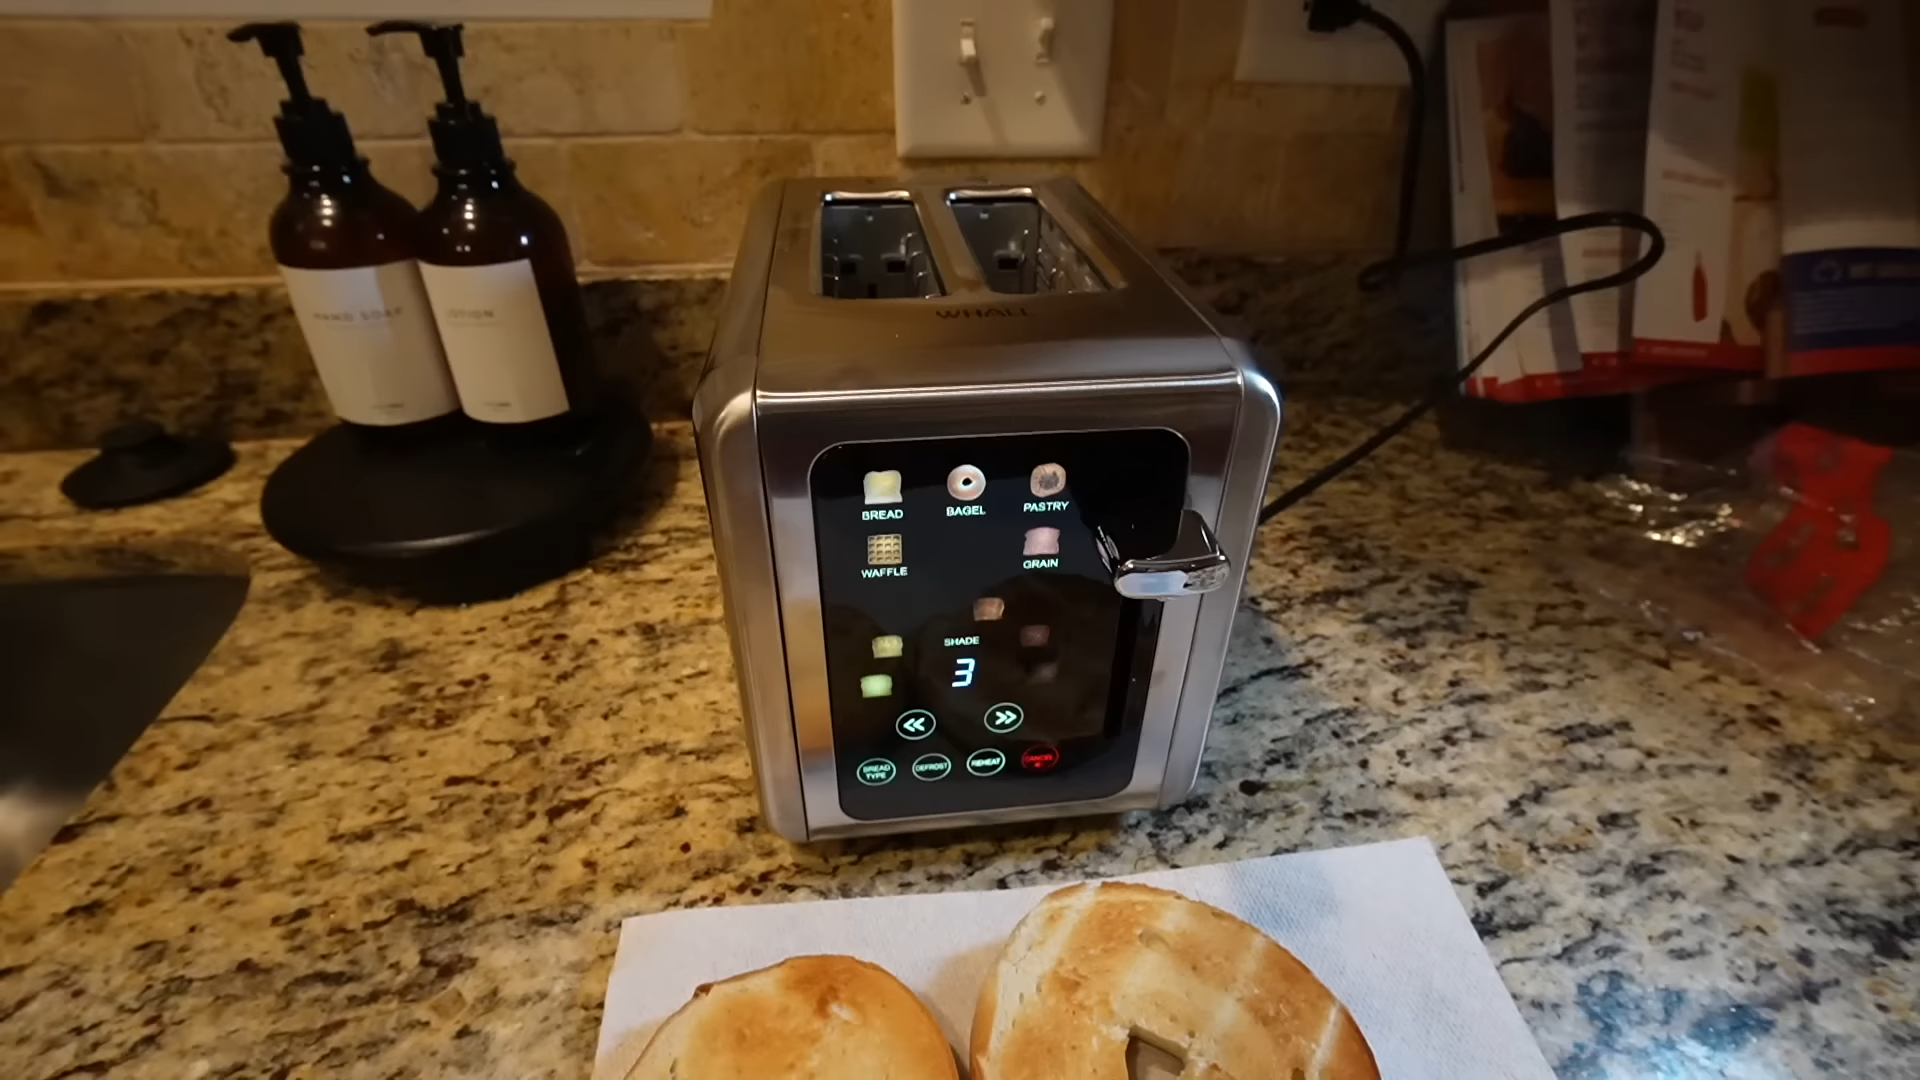 HAND SOAP
LOTION
WHALL
BREAD
BAGEL
PASTRY
WAFFLE
GRAIN
SHADE
3
BREAD
TYPE
DEFROST
REHEAT
CANCEL